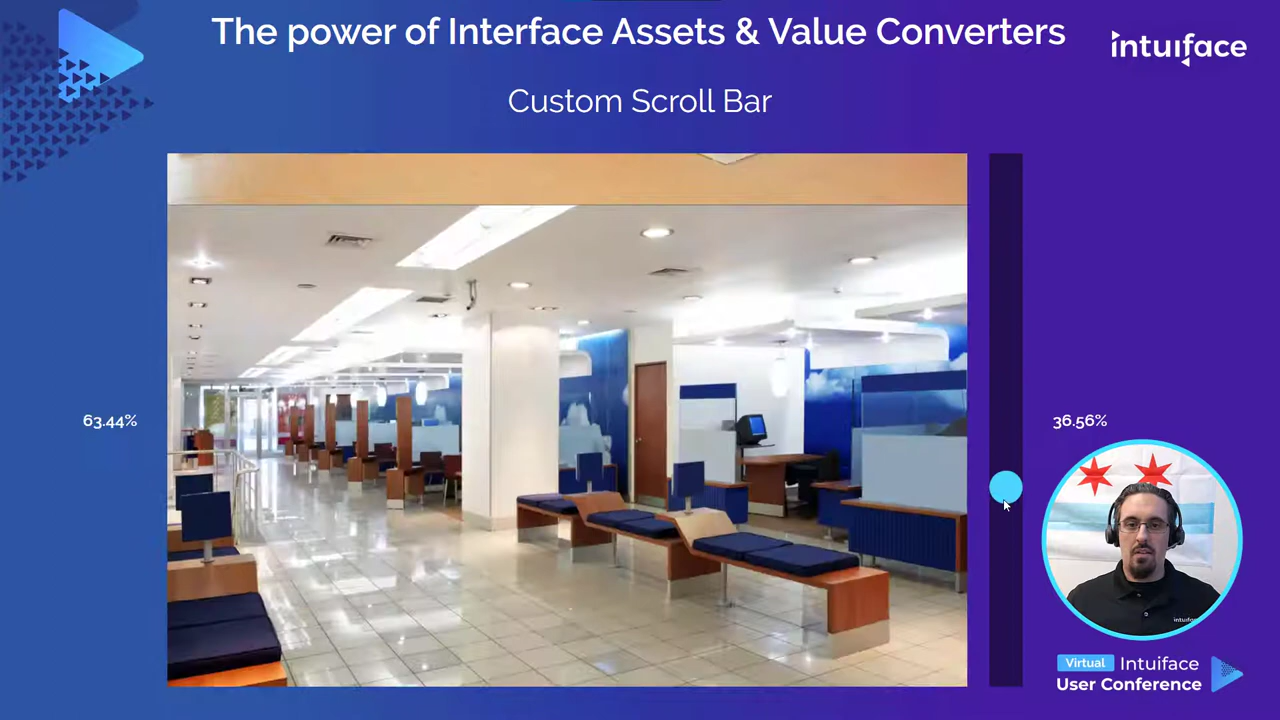 The power of Interface Assets & Value Converters
intuiface
Custom Scroll Bar
63.44%
36.56%
intuiface
Virtual Intuiface
User Conference